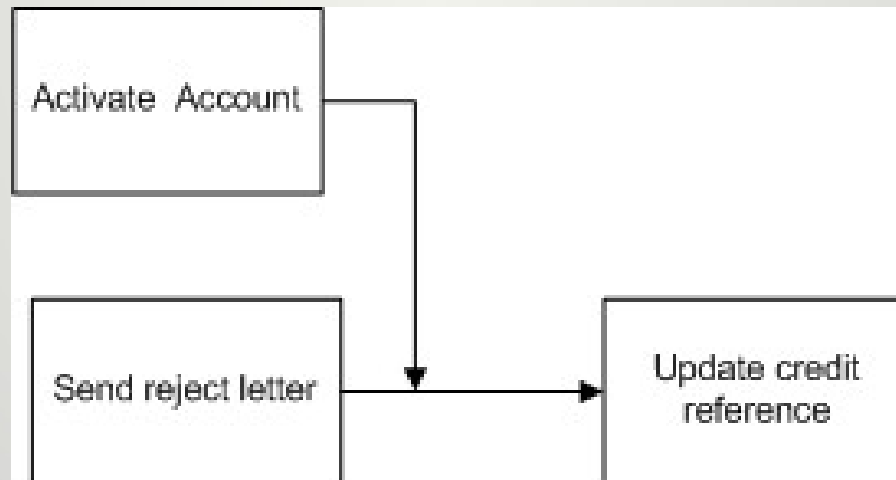 Activate Account
Send reject letter
Update credit
reference